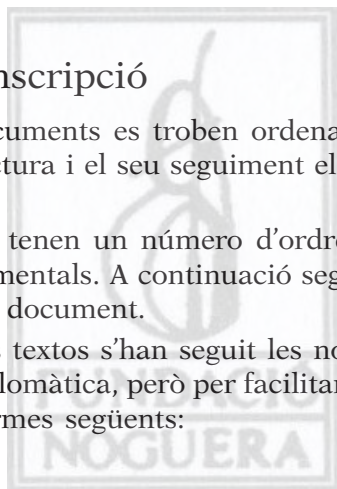 nscripció
cuments es troben ordena
ctura i el seu seguiment el
tenen un número d'ordre
mentals. A continuació seg
document.
s textos s'han seguit les no
lomàtica, però per facilitar
rmes següents:
FUNDACIÓ
NOGUERA